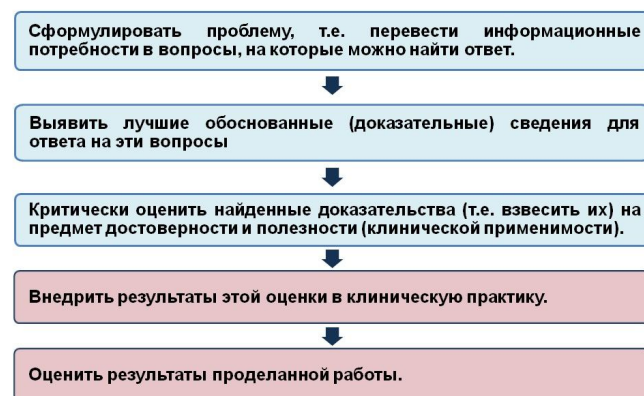 Сформулировать проблему, т.е. перевести информационные
потребности в вопросы, на которые можно найти ответ.
Выявить лучшие обоснованные (доказательные) сведения для
ответа на эти вопросы
Критически оценить найденные доказательства (т.е. взвесить их) на
предмет достоверности и полезности (клинической применимости).
Внедрить результаты этой оценки в клиническую практику.
Оценить результаты проделанной работы.